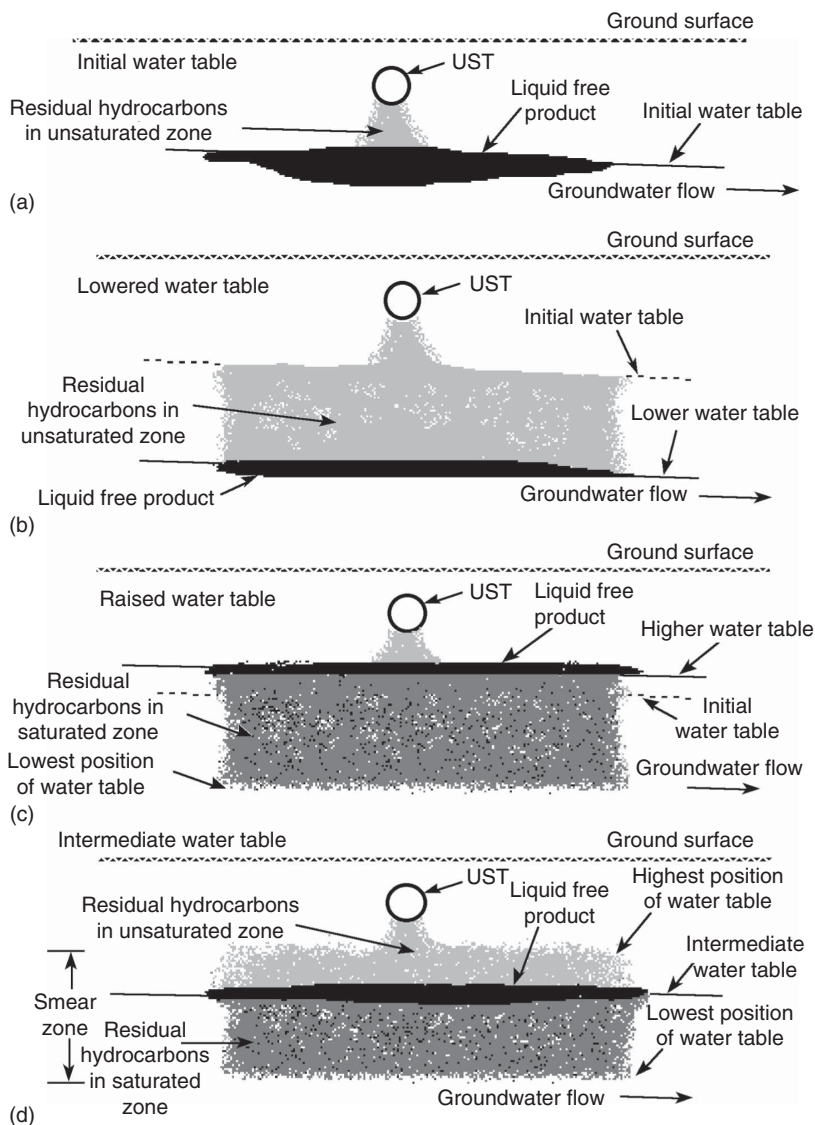 Ground surface
Initial water table
UST
Residual hydrocarbons
in unsaturated zone
Liquid free
product
Initial water table
Groundwater flow
(a)
Ground surface
Lowered water table
UST
Initial water table
Residual
hydrocarbons in
unsaturated zone
Lower water table
Liquid free product
Groundwater flow
(b)
Ground surface
Raised water table
UST
Liquid free
product
Higher water table
Residual
hydrocarbons in
saturated zone
Initial
water table
Lowest position
of water table
Groundwater flow
(c)
Intermediate water table
Ground surface
UST
Residual hydrocarbons
in unsaturated zone
Liquid free
product
Highest position
of water table
Intermediate
water table
Smear
zone
Residual
hydrocarbons
in saturated
zone
Lowest position
of water table
Groundwater flow
(d)